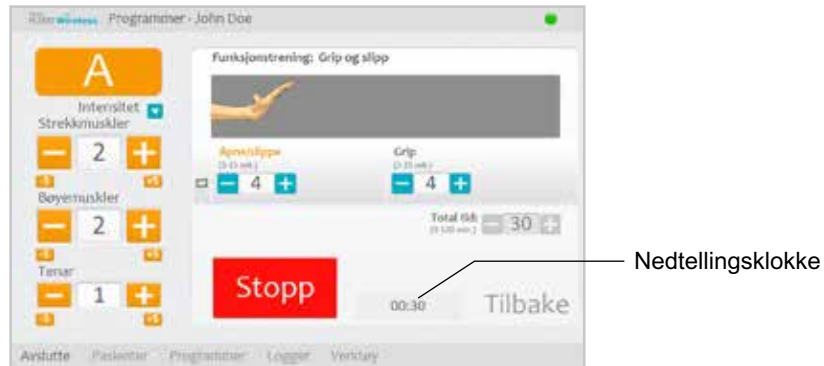 Programmer - John Doe
A
Intensitet
Strekkmuskler
2
Bøyemuskler
2
Tenar
1
Funksjonstrening: Grip og slipp
Åpne/slippe
Grip
4
4
Total tid:
30
Stopp
00:30
Tilbake
Nedtellingsklokke
Avslutte Pasienter Programmer Logger Verktøy